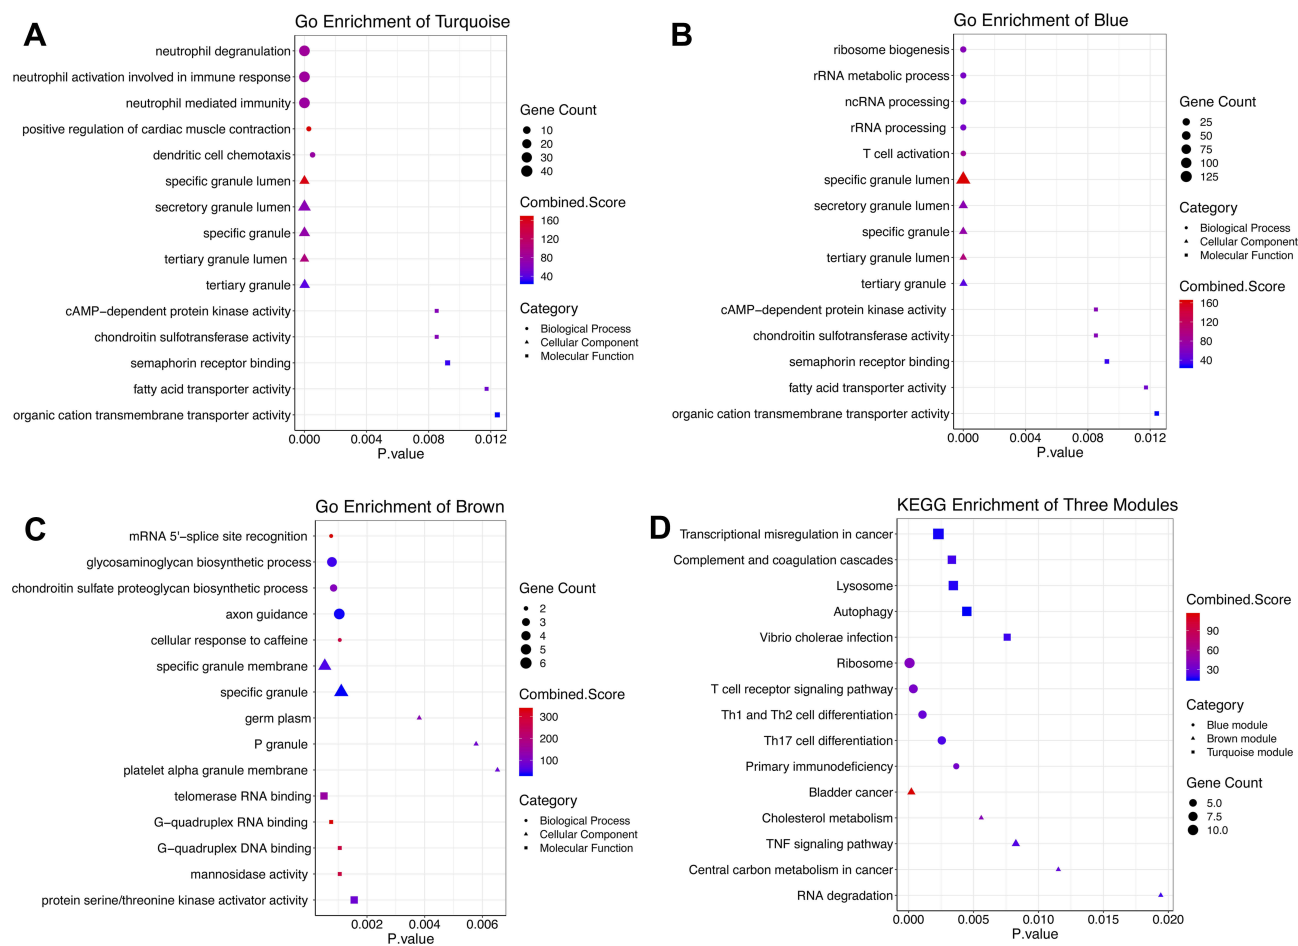 A
Go Enrichment of Turquoise
neutrophil degranulation
neutrophil activation involved in immune response
neutrophil mediated immunity
positive regulation of cardiac muscle contraction
dendritic cell chemotaxis
specific granule lumen
secretory granule lumen
specific granule
tertiary granule lumen
tertiary granule
cAMP−dependent protein kinase activity
chondroitin sulfotransferase activity
semaphorin receptor binding
fatty acid transporter activity
organic cation transmembrane transporter activity
0.000 0.004 0.008 0.012
P.value
Gene Count
10
20
30
40
Combined.Score
160
120
80
40
Category
Biological Process
Cellular Component
Molecular Function
B
Go Enrichment of Blue
ribosome biogenesis
rRNA metabolic process
ncRNA processing
rRNA processing
T cell activation
specific granule lumen
secretory granule lumen
specific granule
tertiary granule lumen
tertiary granule
cAMP−dependent protein kinase activity
chondroitin sulfotransferase activity
semaphorin receptor binding
fatty acid transporter activity
organic cation transmembrane transporter activity
0.000 0.004 0.008 0.012
P.value
Gene Count
25
50
75
100
125
Category
Biological Process
Cellular Component
Molecular Function
Combined.Score
160
120
80
40
C
Go Enrichment of Brown
mRNA 5'−splice site recognition
glycosaminoglycan biosynthetic process
chondroitin sulfate proteoglycan biosynthetic process
axon guidance
cellular response to caffeine
specific granule membrane
specific granule
germ plasm
P granule
platelet alpha granule membrane
telomerase RNA binding
G−quadruplex RNA binding
G−quadruplex DNA binding
mannosidase activity
protein serine/threonine kinase activator activity
0.002 0.004 0.006
P.value
Gene Count
2
3
4
5
6
Combined.Score
300
200
100
Category
Biological Process
Cellular Component
Molecular Function
D
KEGG Enrichment of Three Modules
Transcriptional misregulation in cancer
Complement and coagulation cascades
Lysosome
Autophagy
Vibrio cholerae infection
Ribosome
T cell receptor signaling pathway
Th1 and Th2 cell differentiation
Th17 cell differentiation
Primary immunodeficiency
Bladder cancer
Cholesterol metabolism
TNF signaling pathway
Central carbon metabolism in cancer
RNA degradation
0.000 0.005 0.010 0.015 0.020
P.value
Combined.Score
90
60
30
Category
Blue module
Brown module
Turquoise module
Gene Count
5.0
7.5
10.0